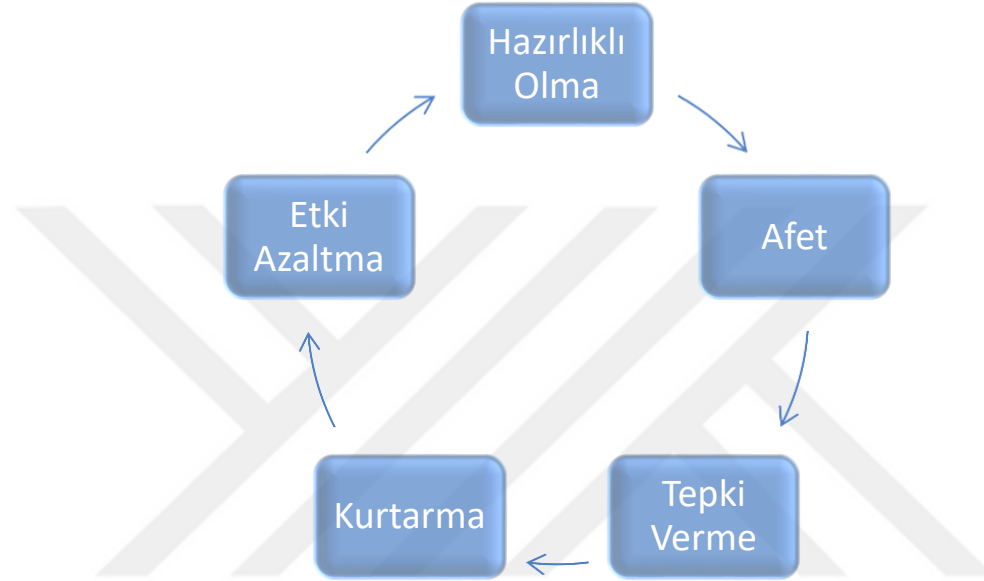 Hazırlıklı
Olma
Afet
Tepki
Verme
Kurtarma
Etki
Azaltma